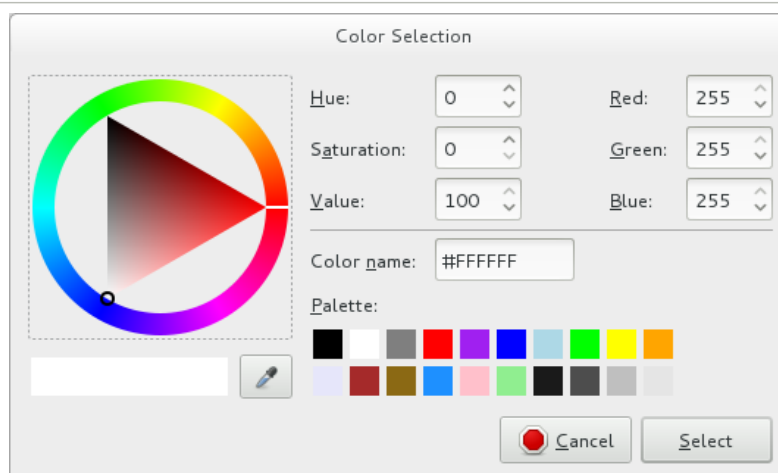 Color Selection
Hue: 0 Red: 255
Saturation: 0 Green: 255
Value: 100 Blue: 255
Color name: #FFFFFF
Palette:
Cancel Select